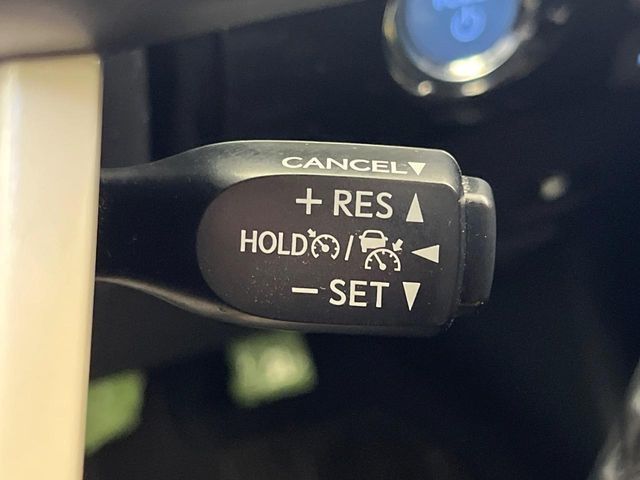 CANCEL▼
+ RES ▲
HOLD / ◀
− SET ▼